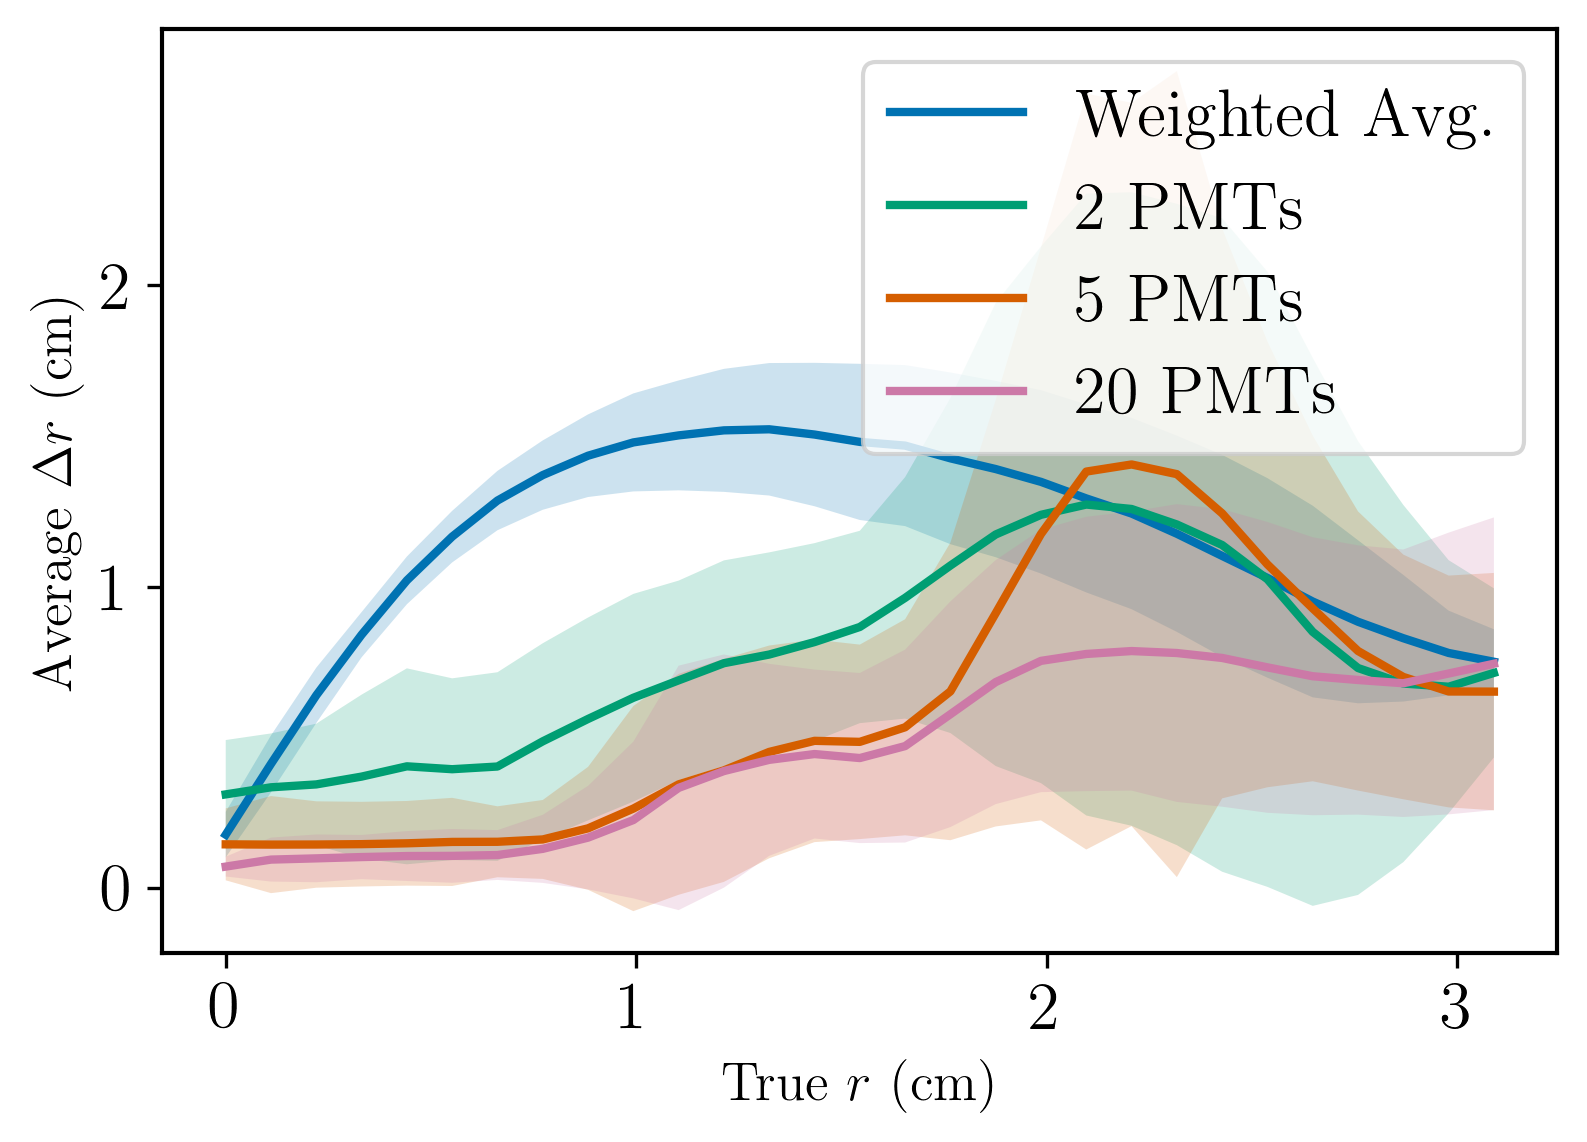 Average Δr (cm)
2
1
0
Weighted Avg.
2 PMTs
5 PMTs
20 PMTs
0 1 2 3
True r (cm)